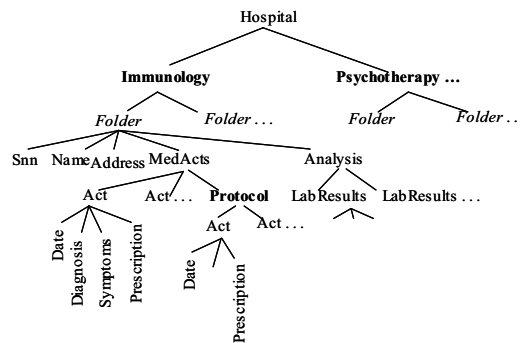 Hospital
Immunology Psychotherapy ...
Folder Folder . . . Folder Folder . .
Snn Name Address MedActs Analysis
Act Act . . . Protocol LabResults LabResults . . .
Act Act . . .
Date
Diagnosis
Symptoms
Prescription
Date
Prescription